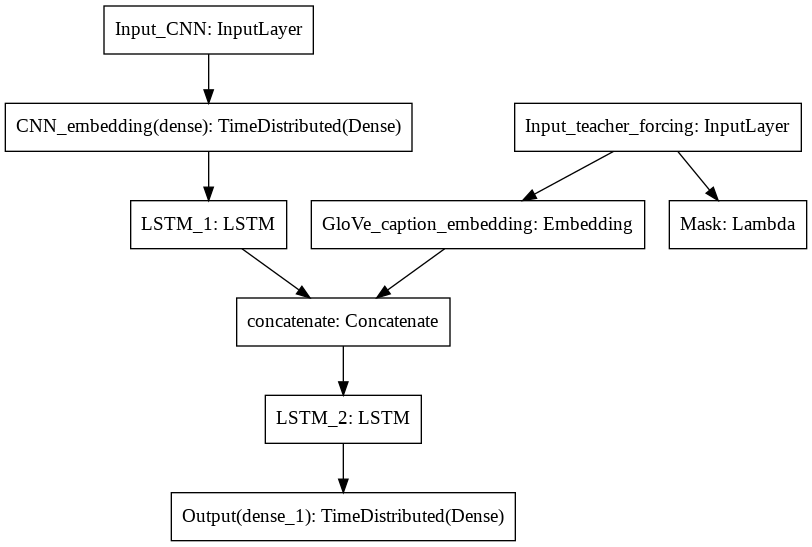 Input_CNN: InputLayer
CNN_embedding(dense): TimeDistributed(Dense)
Input_teacher_forcing: InputLayer
LSTM_1: LSTM
GloVe_caption_embedding: Embedding
Mask: Lambda
concatenate: Concatenate
LSTM_2: LSTM
Output(dense_1): TimeDistributed(Dense)